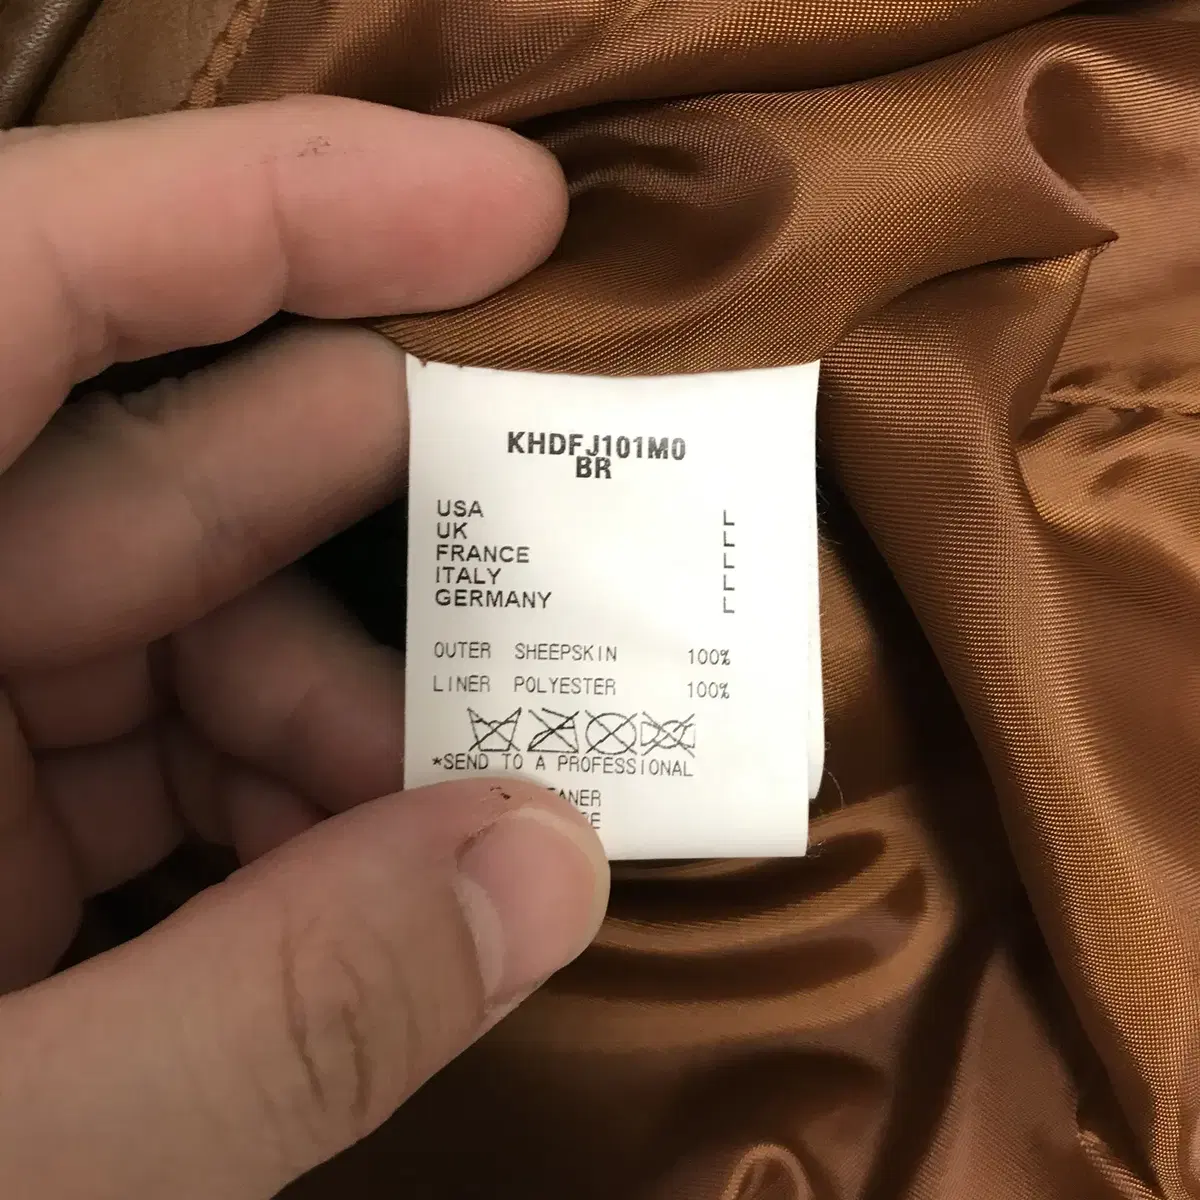 KHDFJ101M0
BR
USA L
UK L
FRANCE L
ITALY L
GERMANY L
OUTER SHEEPSKIN 100%
LINER POLYESTER 100%
*SEND TO A PROFESSIONAL